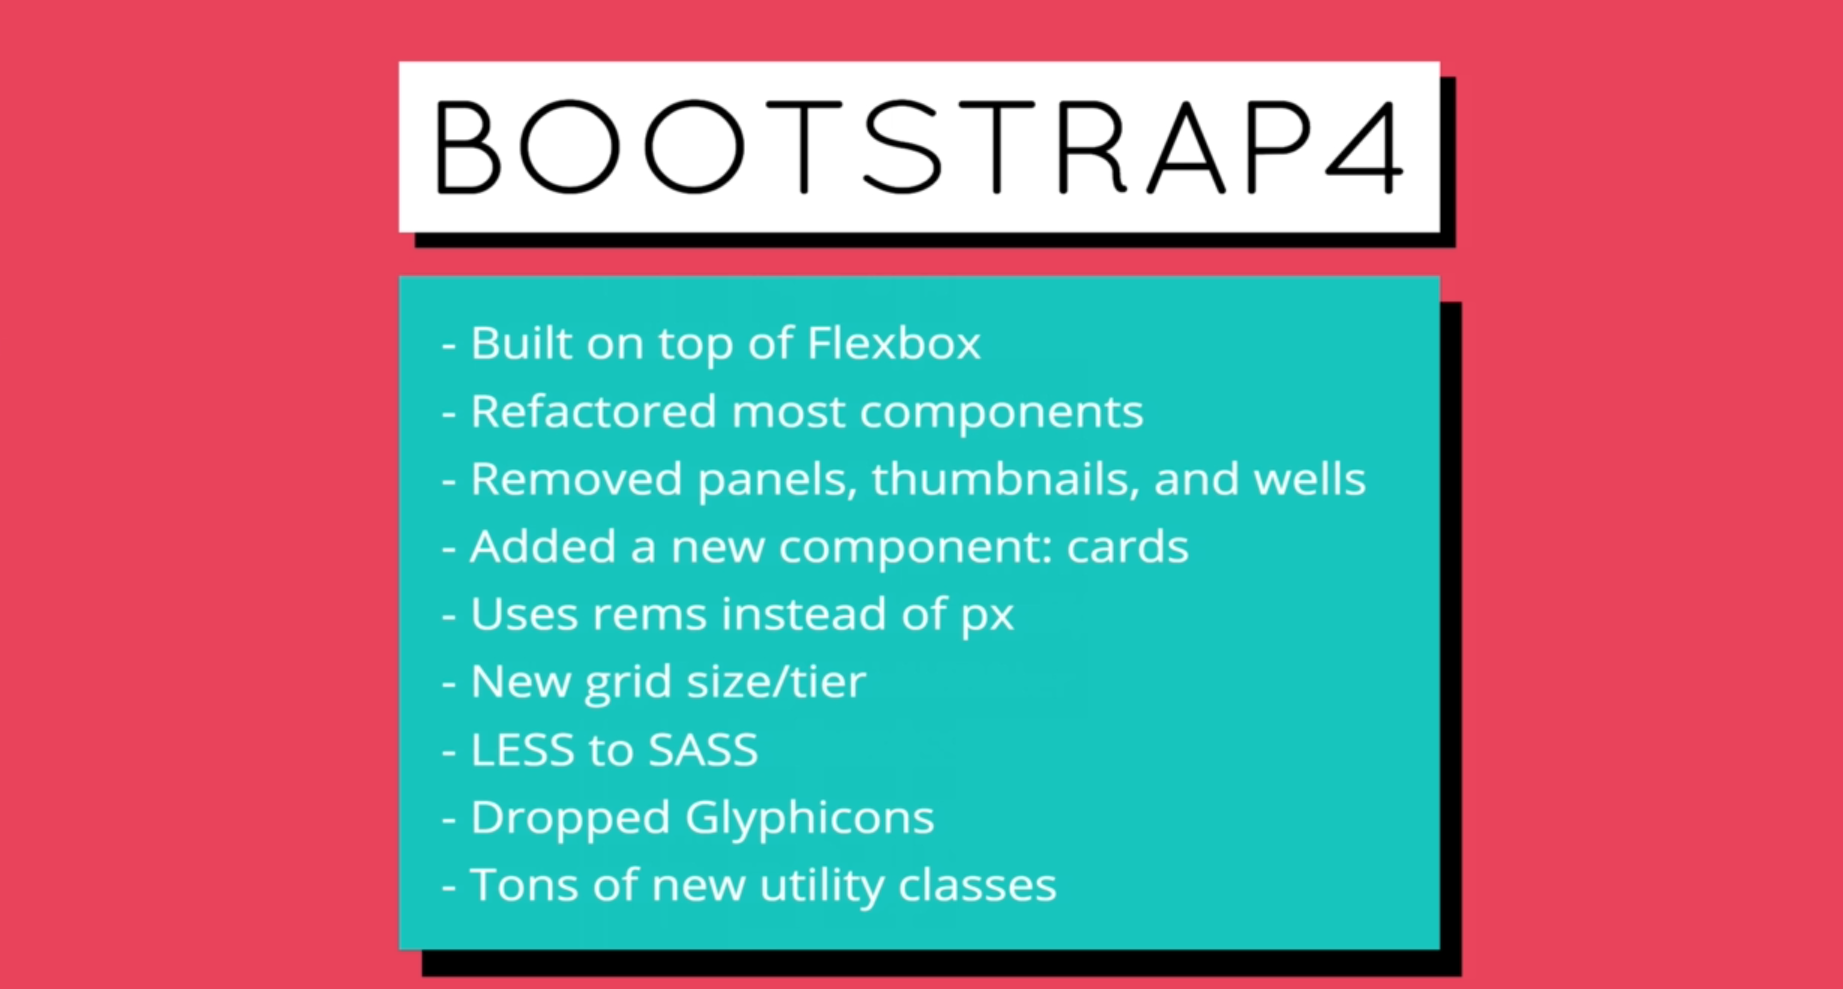 BOOTSTRAP4
- Built on top of Flexbox
- Refactored most components
- Removed panels, thumbnails, and wells
- Added a new component: cards
- Uses rems instead of px
- New grid size/tier
- LESS to SASS
- Dropped Glyphicons
- Tons of new utility classes